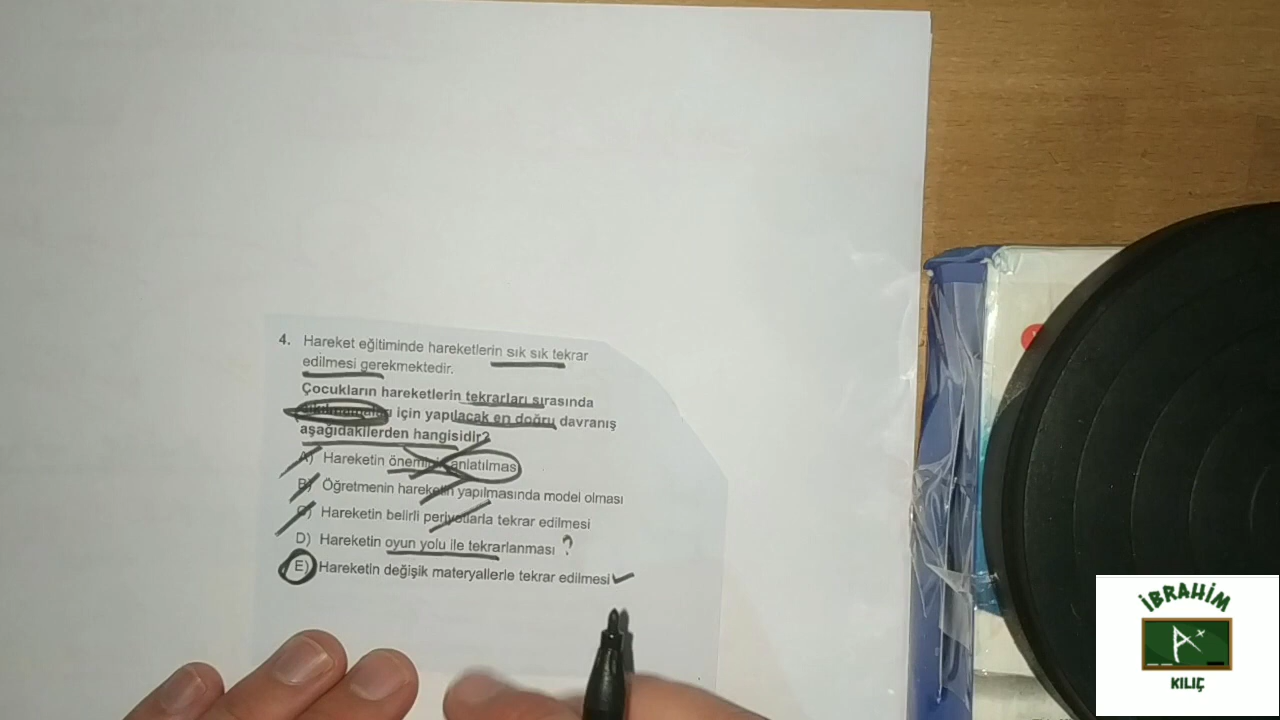 4. Hareket eğitiminde hareketlerin sık sık tekrar
edilmesi gerekmektedir.
Çocukların hareketlerin tekrarları sırasında
için yapılacak en doğru davranış
aşağıdakilerden hangisidir?
A) Hareketin önemini anlatılması
B) Öğretmenin hareketin yapılmasında model olması
C) Hareketin belirli periyotlarla tekrar edilmesi
D) Hareketin oyun yolu ile tekrarlanması ?
E) Hareketin değişik materyallerle tekrar edilmesi
İBRAHİM
A+
KILIÇ